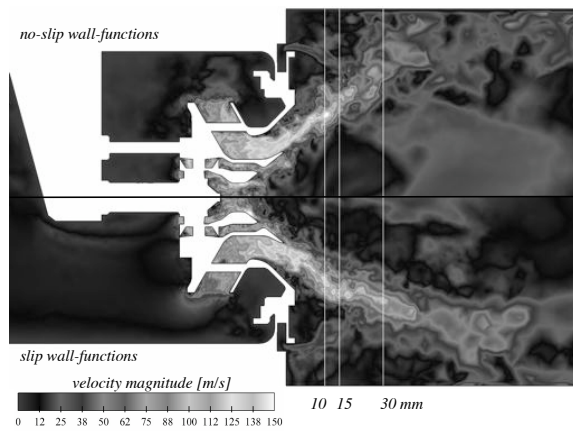 no-slip wall-functions
slip wall-functions
velocity magnitude [m/s]
0 12 25 38 52 62 75 88 100 112 125 138 150
10 15 30 mm